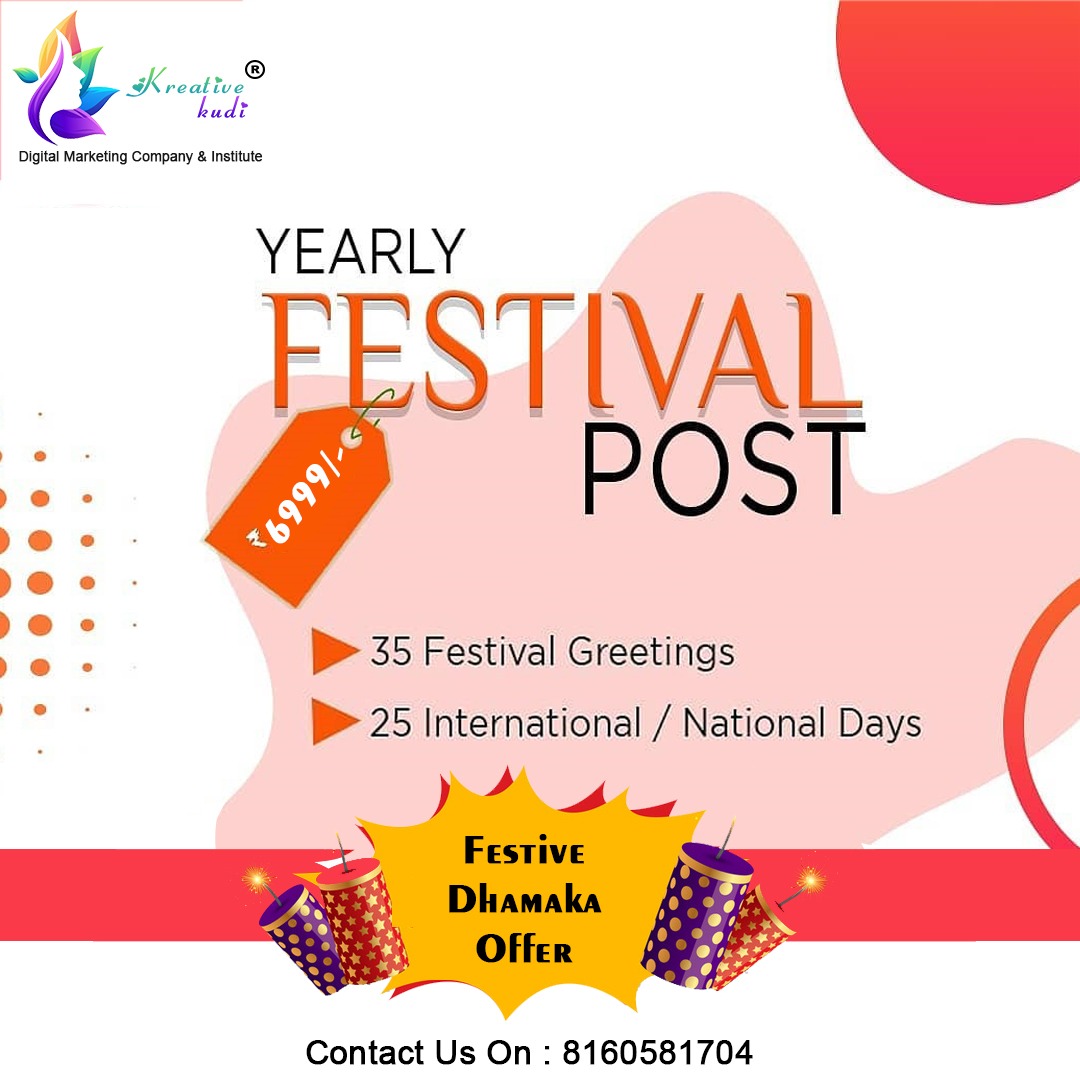 Kreative ®
kudi
Digital Marketing Company & Institute
YEARLY
FESTIVAL
POST
₹6999/-
35 Festival Greetings
25 International / National Days
Festive
Dhamaka
Offer
Contact Us On : 8160581704